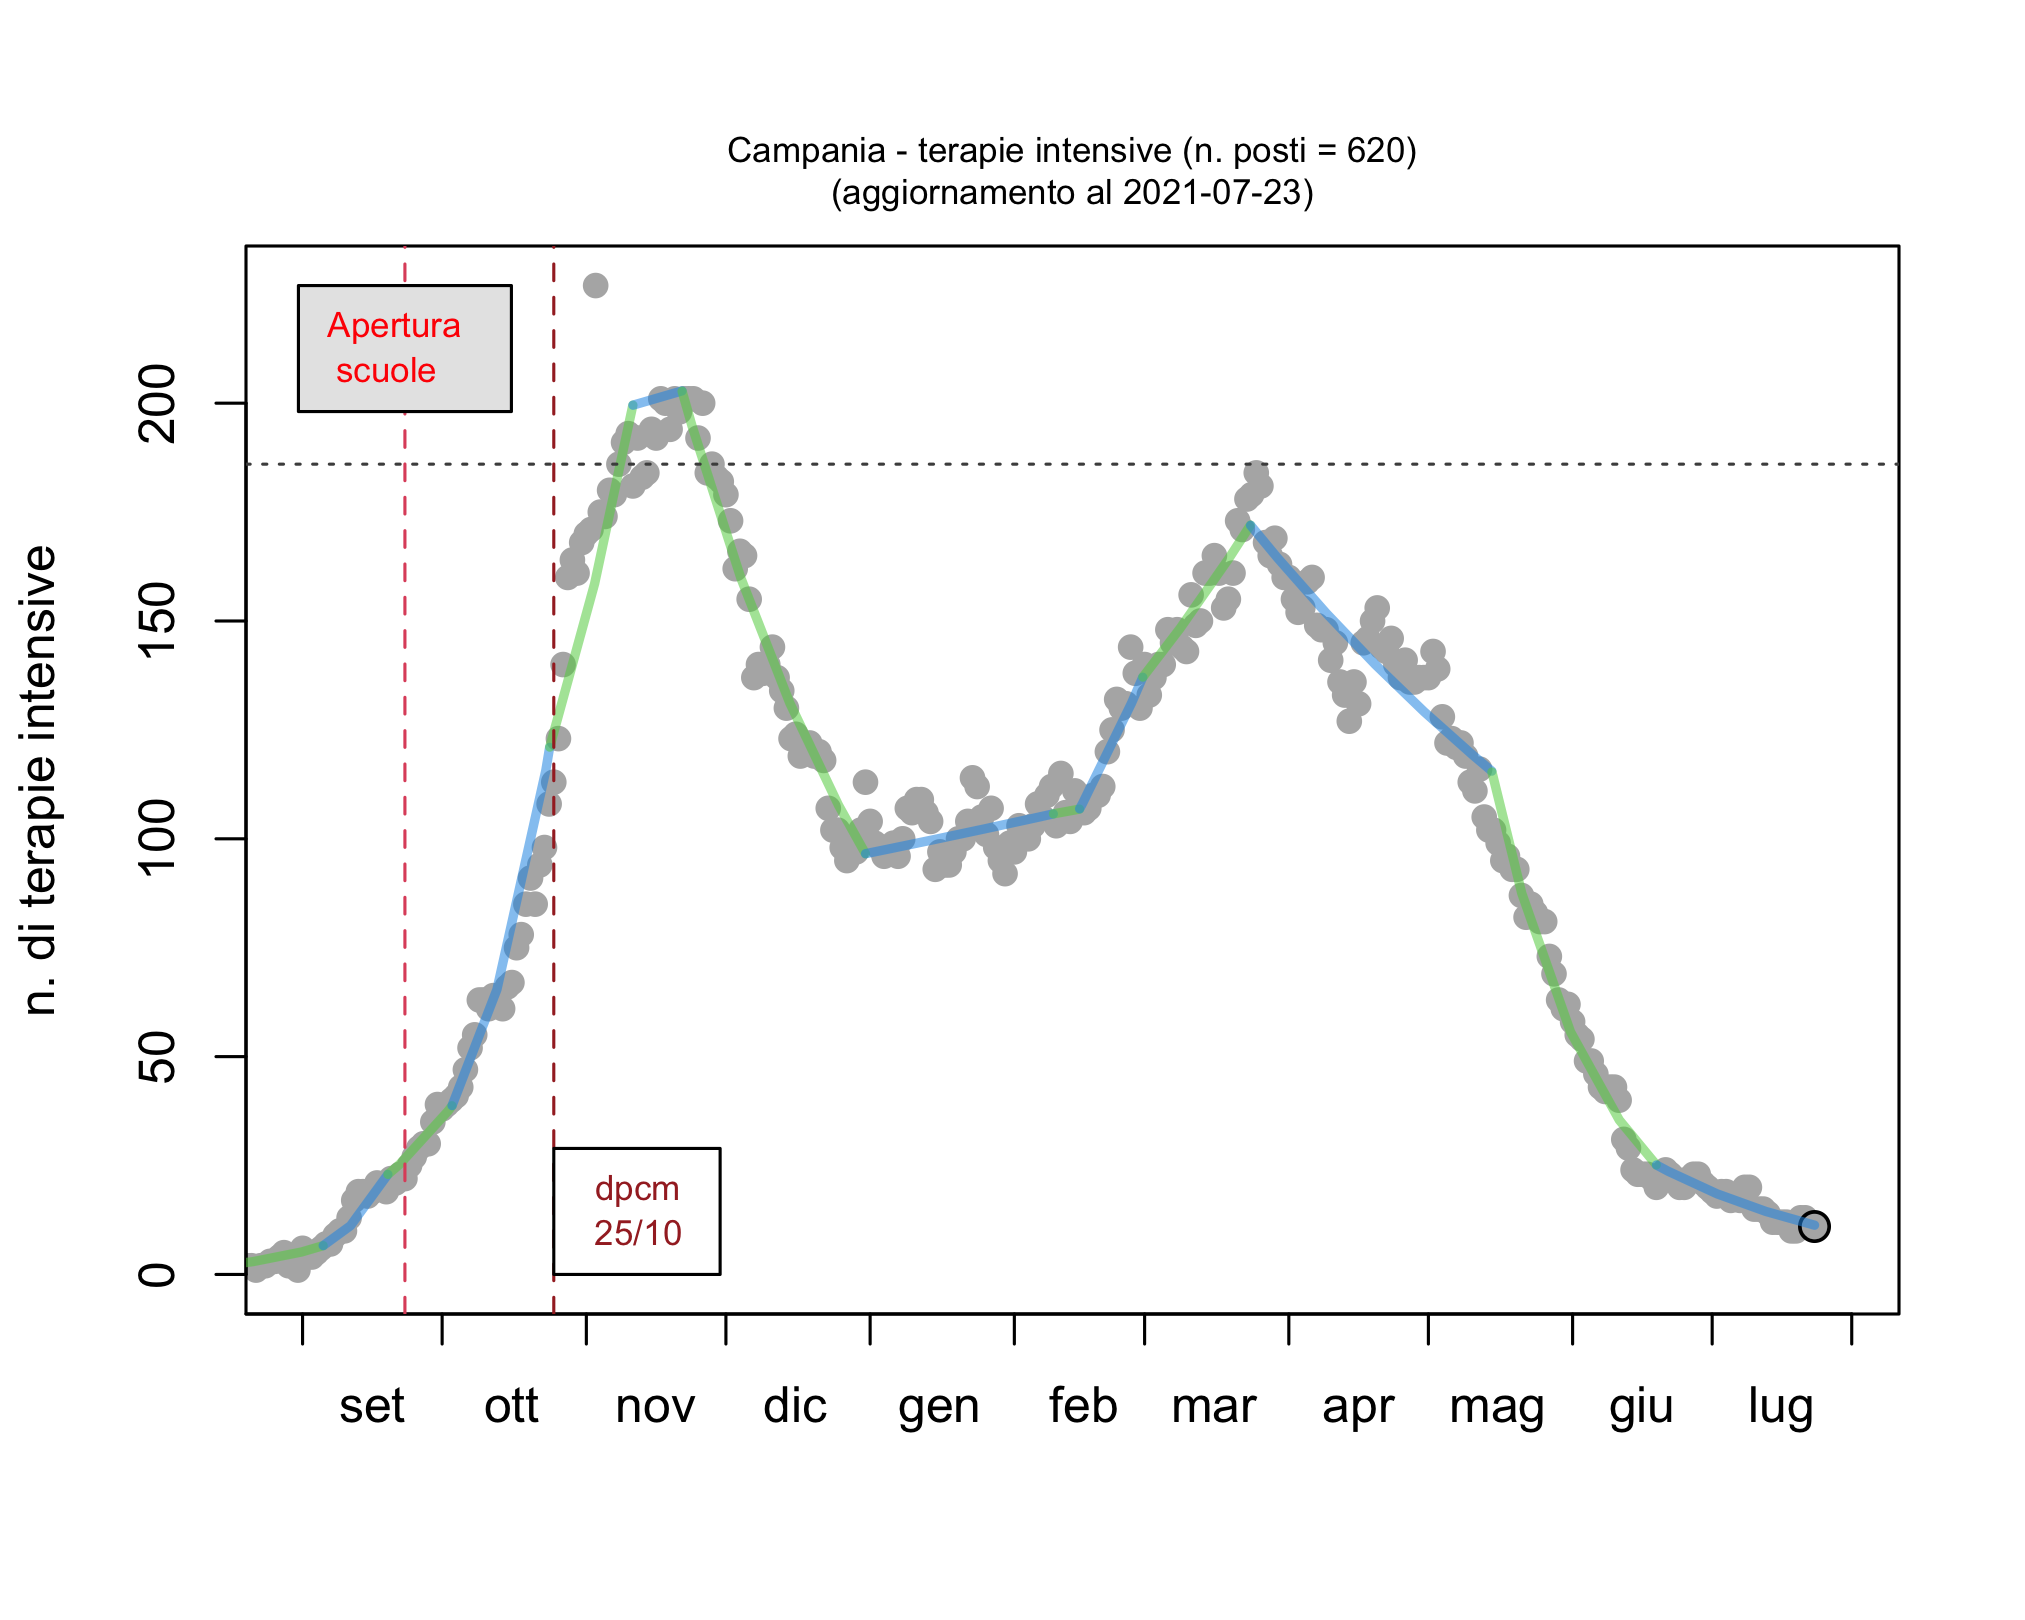 Campania - terapie intensive (n. posti = 620)
(aggiornamento al 2021-07-23)
n. di terapie intensive
200
150
100
50
0
Apertura
scuole
dpcm
25/10
set ott nov dic gen feb mar apr mag giu lug